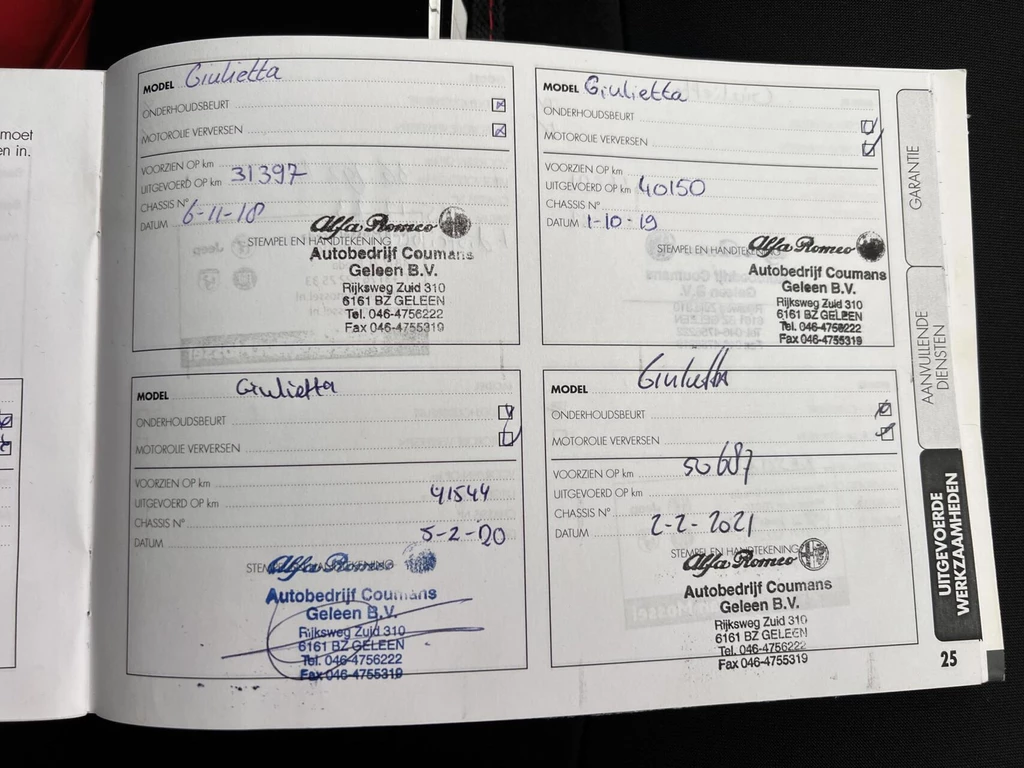 moet
en in.
MODEL Giulietta
ONDERHOUDSBEURT
MOTOROLIE VERVERSEN
VOORZIEN OP km
UITGEVOERD OP km 31397
CHASSIS N°
DATUM 6-11-18
Alfa Romeo
STEMPEL EN HANDTEKENING
Autobedrijf Coumans
Geleen B.V.
Rijksweg Zuid 310
6161 BZ GELEEN
Tel. 046-4756222
Fax 046-4755319
MODEL Giulietta
ONDERHOUDSBEURT
MOTOROLIE VERVERSEN
VOORZIEN OP km
UITGEVOERD OP km 40150
CHASSIS N°
DATUM 1-10-19
STEMPEL EN HANDTEKENING Alfa Romeo
Autobedrijf Coumans
Geleen B.V.
Rijksweg Zuid 310
6161 BZ GELEEN
Tel. 046-4756222
Fax 046-4755319
MODEL Giulietta
ONDERHOUDSBEURT
MOTOROLIE VERVERSEN
VOORZIEN OP km
UITGEVOERD OP km 41544
CHASSIS N°
DATUM 5-2-20
Alfa Romeo
Autobedrijf Coumans
Geleen B.V.
Rijksweg Zuid 310
6161 BZ GELEEN
Tel. 046-4756222
Fax 046-4755319
MODEL Giulietta
ONDERHOUDSBEURT
MOTOROLIE VERVERSEN
VOORZIEN OP km 50687
UITGEVOERD OP km
CHASSIS N°
DATUM 2-2-2021
STEMPEL EN HANDTEKENING
Alfa Romeo
Autobedrijf Coumans
Geleen B.V.
Rijksweg Zuid 310
6161 BZ GELEEN
Tel. 046-4756222
Fax 046-4755319
GARANTIE
AANVULLENDE
DIENSTEN
UITGEVOERDE
WERKZAAMHEDEN
25